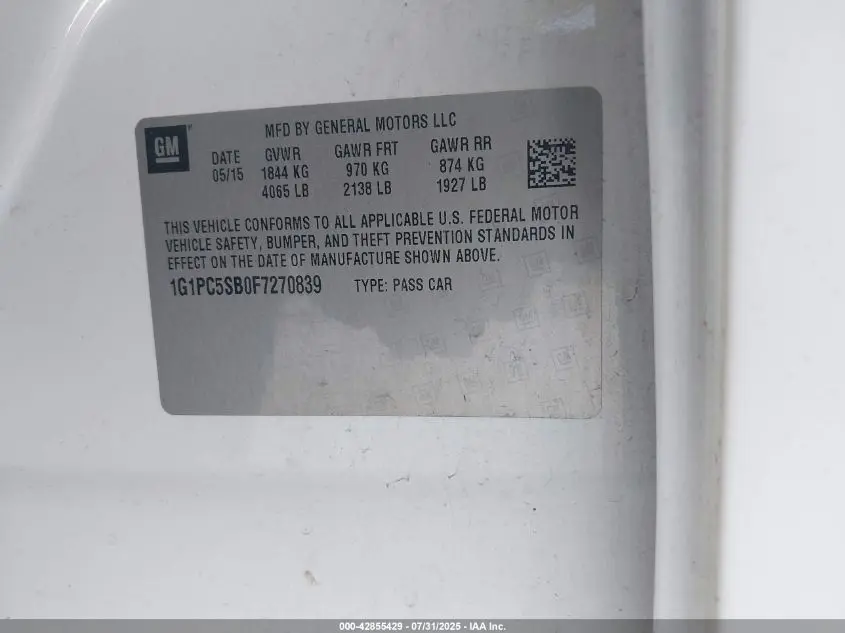 GM
MFD BY GENERAL MOTORS LLC
DATE GVWR GAWR FRT GAWR RR
05/15 1844 KG 970 KG 874 KG
4065 LB 2138 LB 1927 LB
THIS VEHICLE CONFORMS TO ALL APPLICABLE U.S. FEDERAL MOTOR
VEHICLE SAFETY, BUMPER, AND THEFT PREVENTION STANDARDS IN
EFFECT ON THE DATE OF MANUFACTURE SHOWN ABOVE.
1G1PC5SB0F7270839 TYPE: PASS CAR
000-42855429 - 07/31/2025 - IAA Inc.